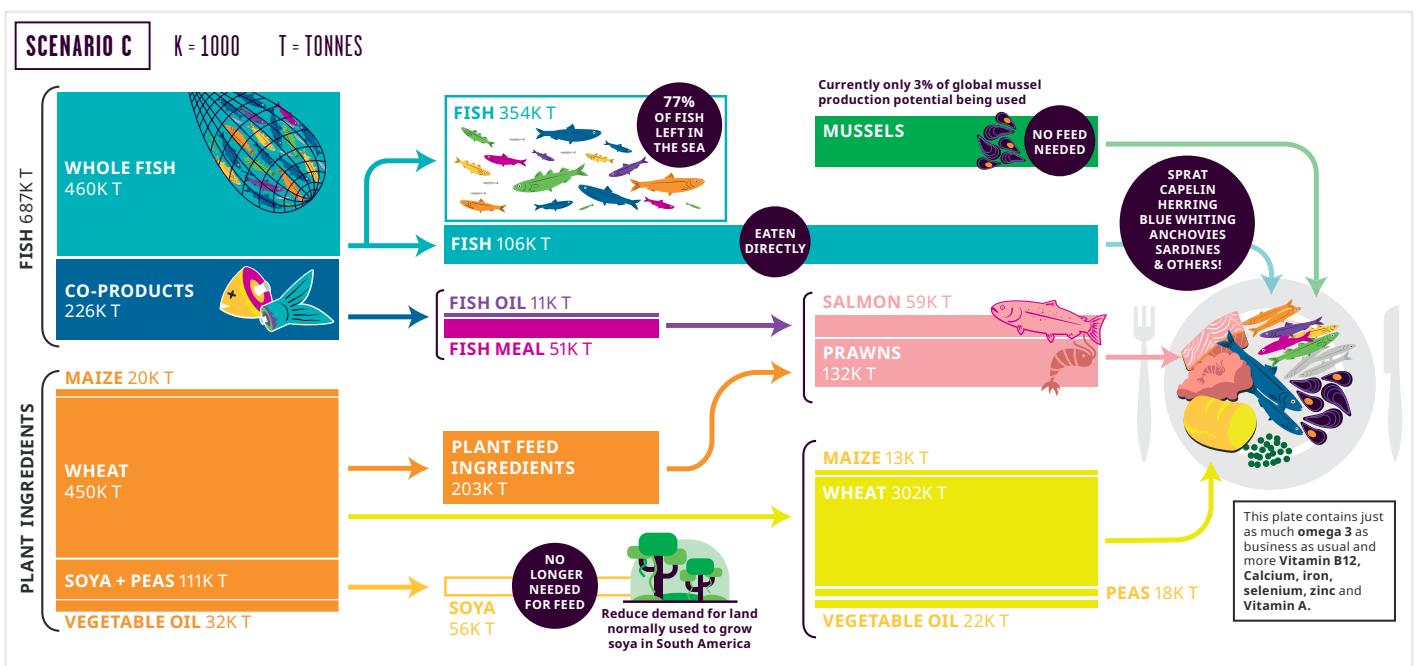 SCENARIO C
K = 1000
T = TONNES
FISH 687K T
WHOLE FISH
460K T
CO-PRODUCTS
226K T
FISH 354K T
77%
OF FISH
LEFT IN
THE SEA
FISH 106K T
EATEN
DIRECTLY
Currently only 3% of global mussel
production potential being used
MUSSELS
NO FEED
NEEDED
SPRAT
CAPELIN
HERRING
BLUE WHITING
ANCHOVIES
SARDINES
& OTHERS!
FISH OIL 11K T
FISH MEAL 51K T
SALMON 59K T
PRAWNS
132K T
PLANT INGREDIENTS
MAIZE 20K T
WHEAT
450K T
SOYA + PEAS 111K T
VEGETABLE OIL 32K T
PLANT FEED
INGREDIENTS
203K T
SOYA
56K T
NO
LONGER
NEEDED
FOR FEED
Reduce demand for land
normally used to grow
soya in South America
MAIZE 13K T
WHEAT 302K T
PEAS 18K T
VEGETABLE OIL 22K T
This plate contains just
as much omega 3 as
business as usual and
more Vitamin B12,
Calcium, iron,
selenium, zinc and
Vitamin A.